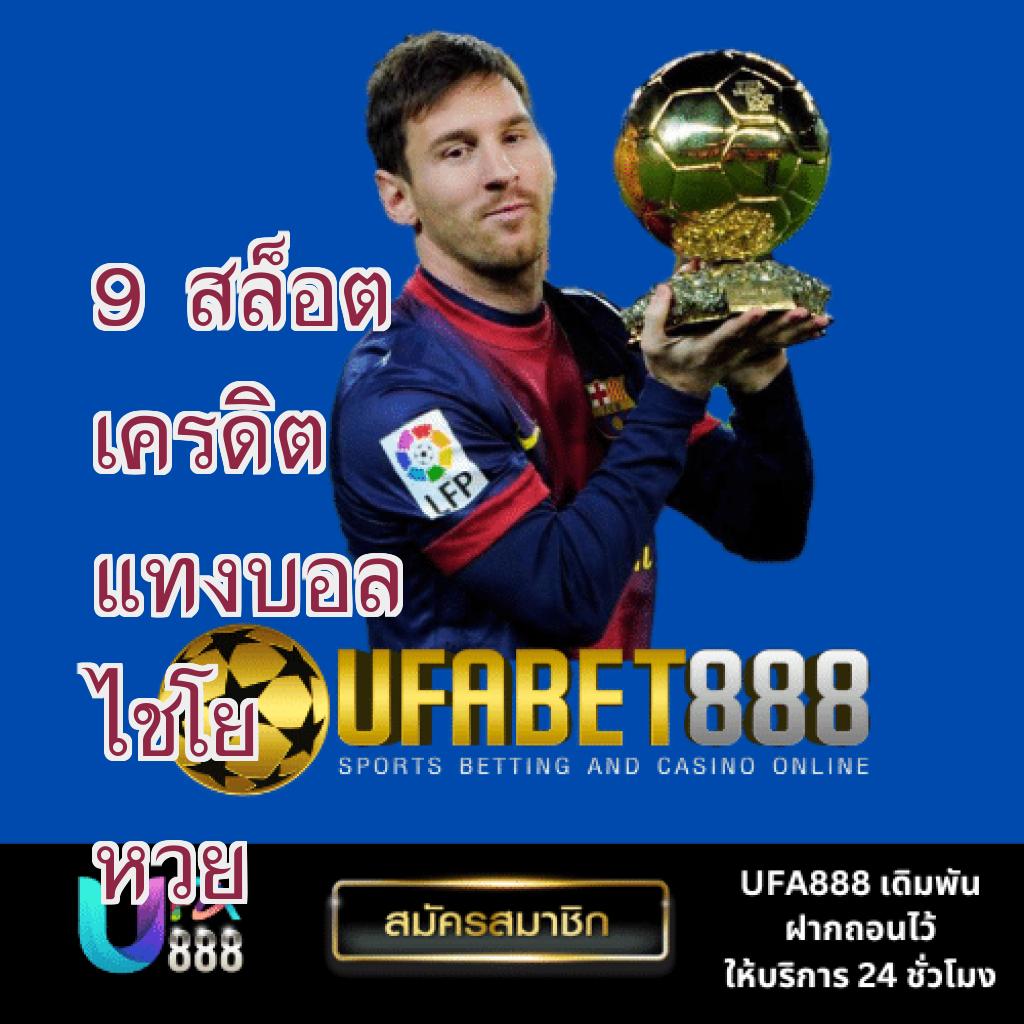 9 สล็อต
เครดิต
แทงบอล
ไชโย
หวย
LFP
UFABET888
SPORTS BETTING AND CASINO ONLINE
UFA
888
สมัครสมาชิก
UFA888 เดิมพัน
ฝากถอนไว้
ให้บริการ 24 ชั่วโมง